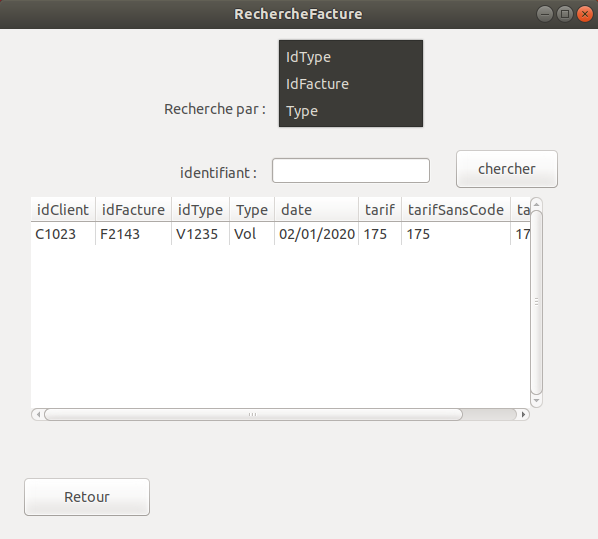 RechercheFacture
IdType
IdFacture
Recherche par :
Type
identifiant :
chercher
idClient idFacture idType Type date tarif tarifSansCode ta
C1023 F2143 V1235 Vol 02/01/2020 175 175 17
Retour